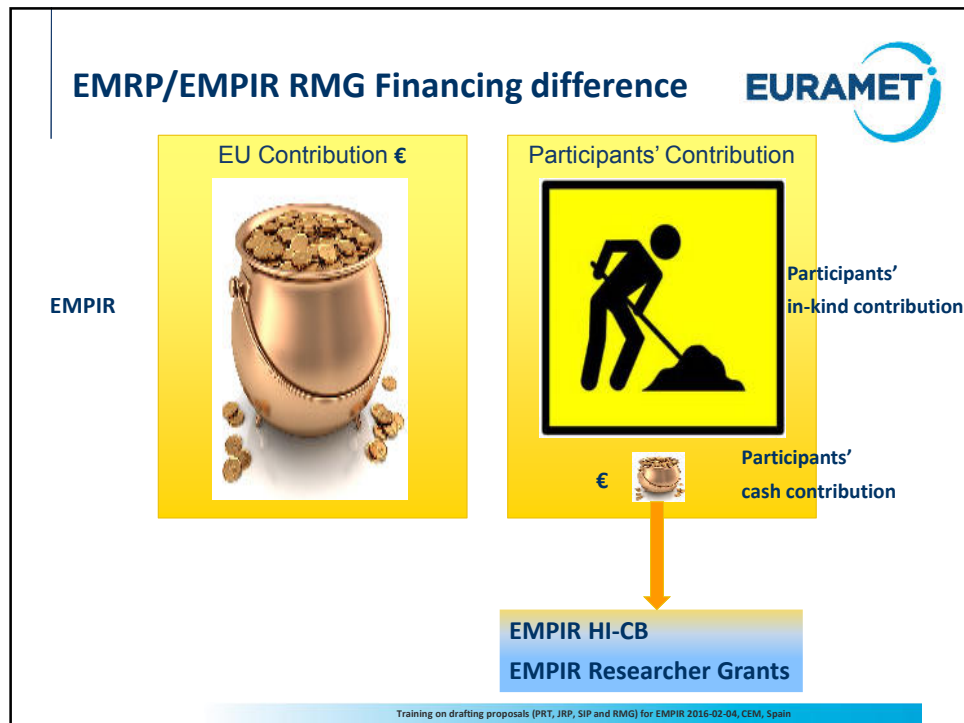 EMRP/EMPIR RMG Financing difference
EURAMET
EU Contribution €
Participants' Contribution
EMPIR
Participants'
in-kind contribution
€
Participants'
cash contribution
EMPIR HI-CB
EMPIR Researcher Grants
Training on drafting proposals (PRT, JRP, SIP and RMG) for EMPIR 2016-02-04, CEM, Spain